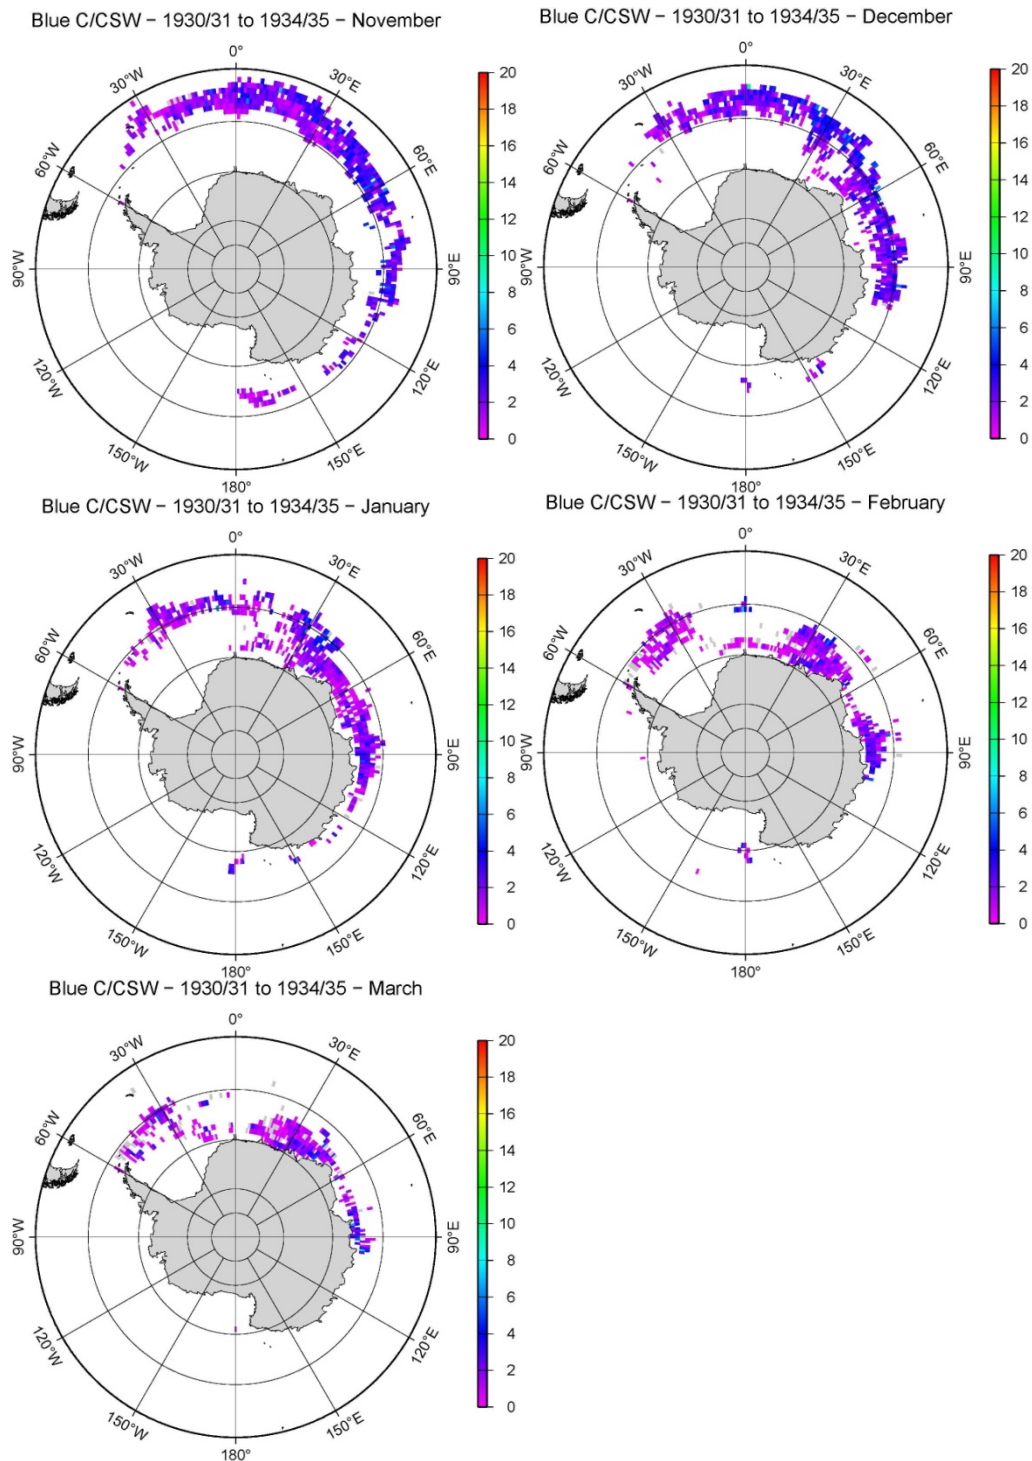 Blue C/CSW – 1930/31 to 1934/35 – November
0°
30°W
30°E
60°W
60°E
90°W
90°E
120°W
120°E
150°W
150°E
180°
20
18
16
14
12
10
8
6
4
2
0
Blue C/CSW – 1930/31 to 1934/35 – December
0°
30°W
30°E
60°W
60°E
90°W
90°E
120°W
120°E
150°W
150°E
180°
20
18
16
14
12
10
8
6
4
2
0
Blue C/CSW – 1930/31 to 1934/35 – January
0°
30°W
30°E
60°W
60°E
90°W
90°E
120°W
120°E
150°W
150°E
180°
20
18
16
14
12
10
8
6
4
2
0
Blue C/CSW – 1930/31 to 1934/35 – February
0°
30°W
30°E
60°W
60°E
90°W
90°E
120°W
120°E
150°W
150°E
180°
20
18
16
14
12
10
8
6
4
2
0
Blue C/CSW – 1930/31 to 1934/35 – March
0°
30°W
30°E
60°W
60°E
90°W
90°E
120°W
120°E
150°W
150°E
180°
20
18
16
14
12
10
8
6
4
2
0